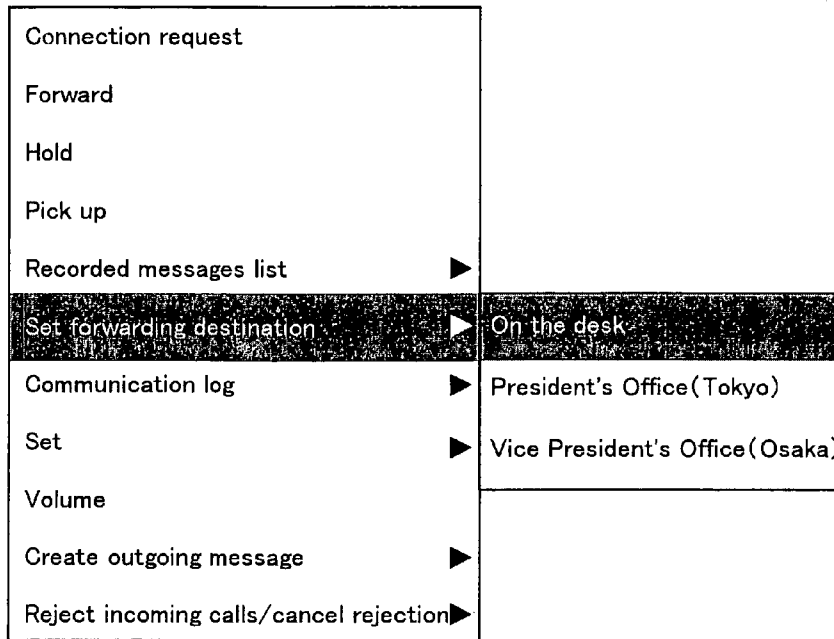 Connection request
Forward
Hold
Pick up
Recorded messages list ▶
Set forwarding destination ▶
Communication log ▶
Set ▶
Volume
Create outgoing message ▶
Reject incoming calls/cancel rejection▶
On the desk
President's Office(Tokyo)
Vice President's Office(Osaka)